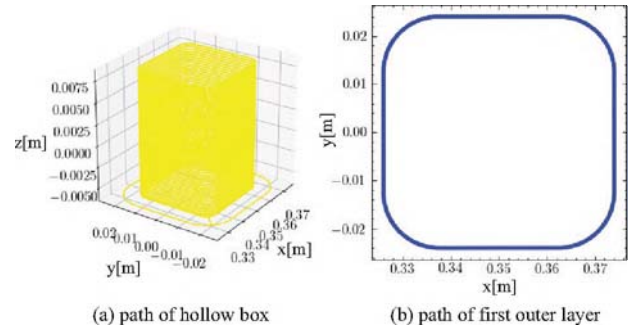 0.0075
0.0050
0.0025
z[m]
0.0000
−0.0025
−0.0050
0.02
0.01
0.00
−0.01
−0.02
y[m]
0.37
0.36
0.35
0.34
0.33
x[m]
(a) path of hollow box
0.02
0.01
y[m]
0.00
−0.01
−0.02
0.33 0.34 0.35 0.36 0.37
x[m]
(b) path of first outer layer